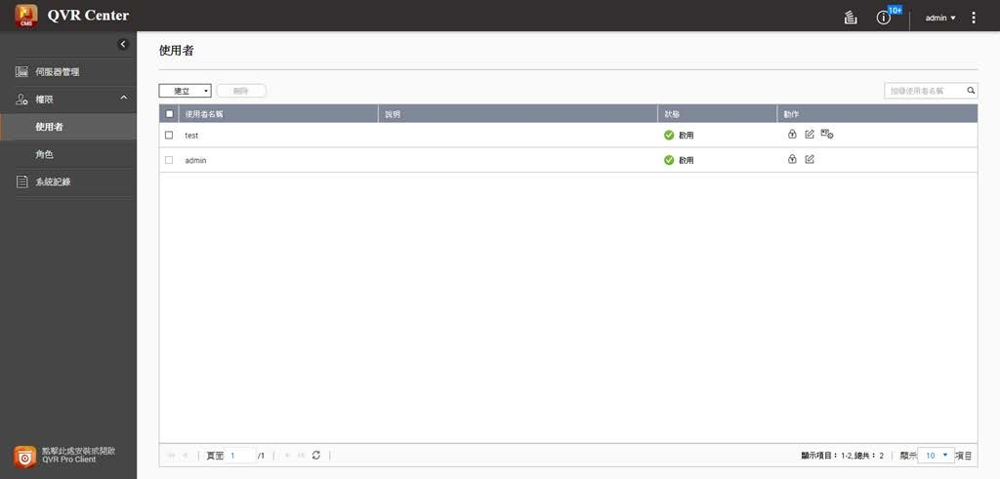 QVR Center
10+
admin
CMS
伺服器管理
權限
使用者
角色
系統記錄
點擊此處安裝或開啟
QVR Pro Client
使用者
建立
刪除
搜尋使用者名稱
使用者名稱 說明 狀態 動作
test 啟用
admin 啟用
頁面 1 /1
顯示項目： 1-2, 總共： 2 | 顯示 10 項目